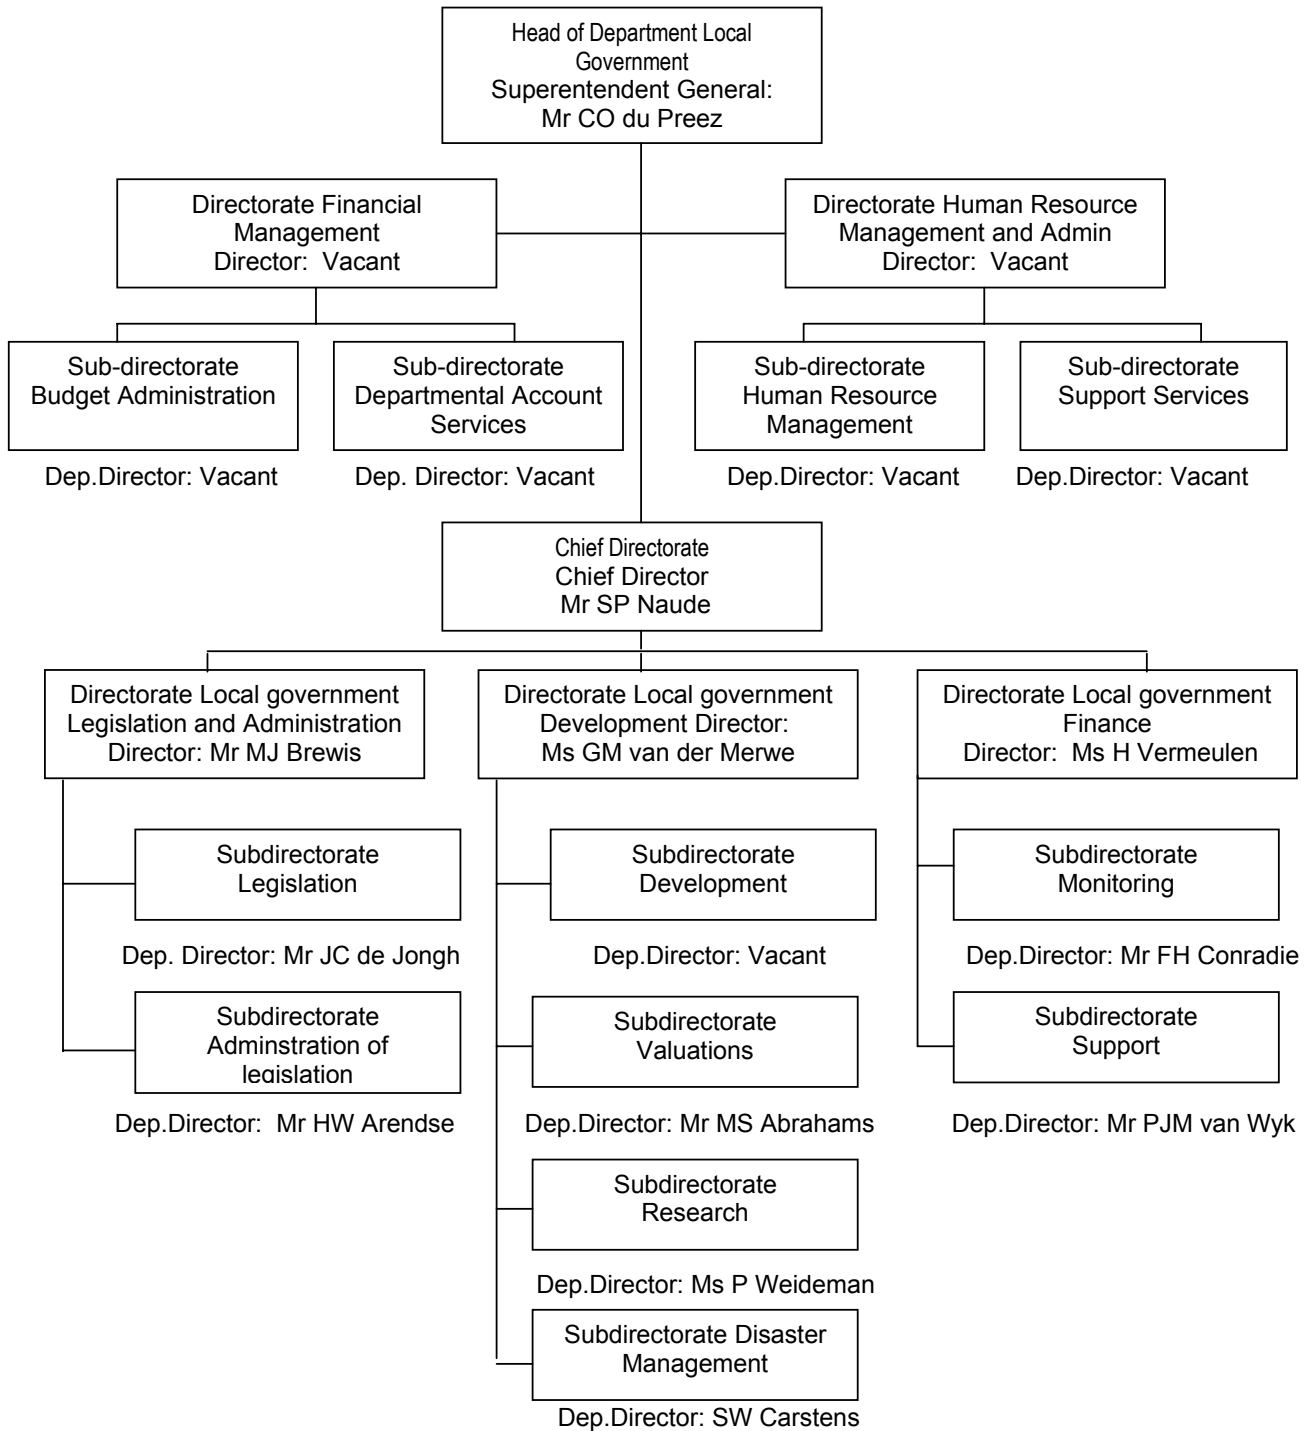 Head of Department Local
Government
Superentendent General:
Mr CO du Preez
Directorate Financial
Management
Director:  Vacant
Directorate Human Resource
Management and Admin
Director:  Vacant
Sub-directorate
Budget Administration
Dep.Director: Vacant
Sub-directorate
Departmental Account
Services
Dep. Director: Vacant
Sub-directorate
Human Resource
Management
Dep.Director: Vacant
Sub-directorate
Support Services
Dep.Director: Vacant
Chief Directorate
Chief Director
Mr SP Naude
Directorate Local government
Legislation and Administration
Director: Mr MJ Brewis
Subdirectorate
Legislation
Dep. Director: Mr JC de Jongh
Subdirectorate
Adminstration of
legislation
Dep.Director:  Mr HW Arendse
Directorate Local government
Development Director:
Ms GM van der Merwe
Subdirectorate
Development
Dep.Director: Vacant
Subdirectorate
Valuations
Dep.Director: Mr MS Abrahams
Subdirectorate
Research
Dep.Director: Ms P Weideman
Subdirectorate Disaster
Management
Dep.Director: SW Carstens
Directorate Local government
Finance
Director:  Ms H Vermeulen
Subdirectorate
Monitoring
Dep.Director: Mr FH Conradie
Subdirectorate
Support
Dep.Director: Mr PJM van Wyk